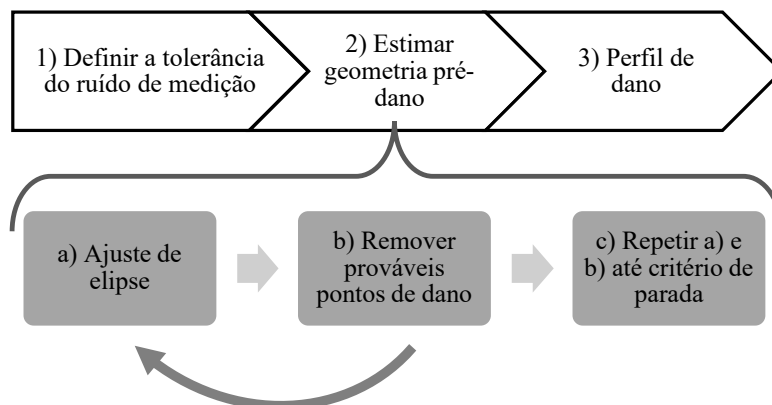 1) Definir a tolerância
do ruído de medição
2) Estimar
geometria pré-
dano
3) Perfil de
dano
a) Ajuste de
elipse
b) Remover
prováveis
pontos de dano
c) Repetir a) e
b) até critério de
parada